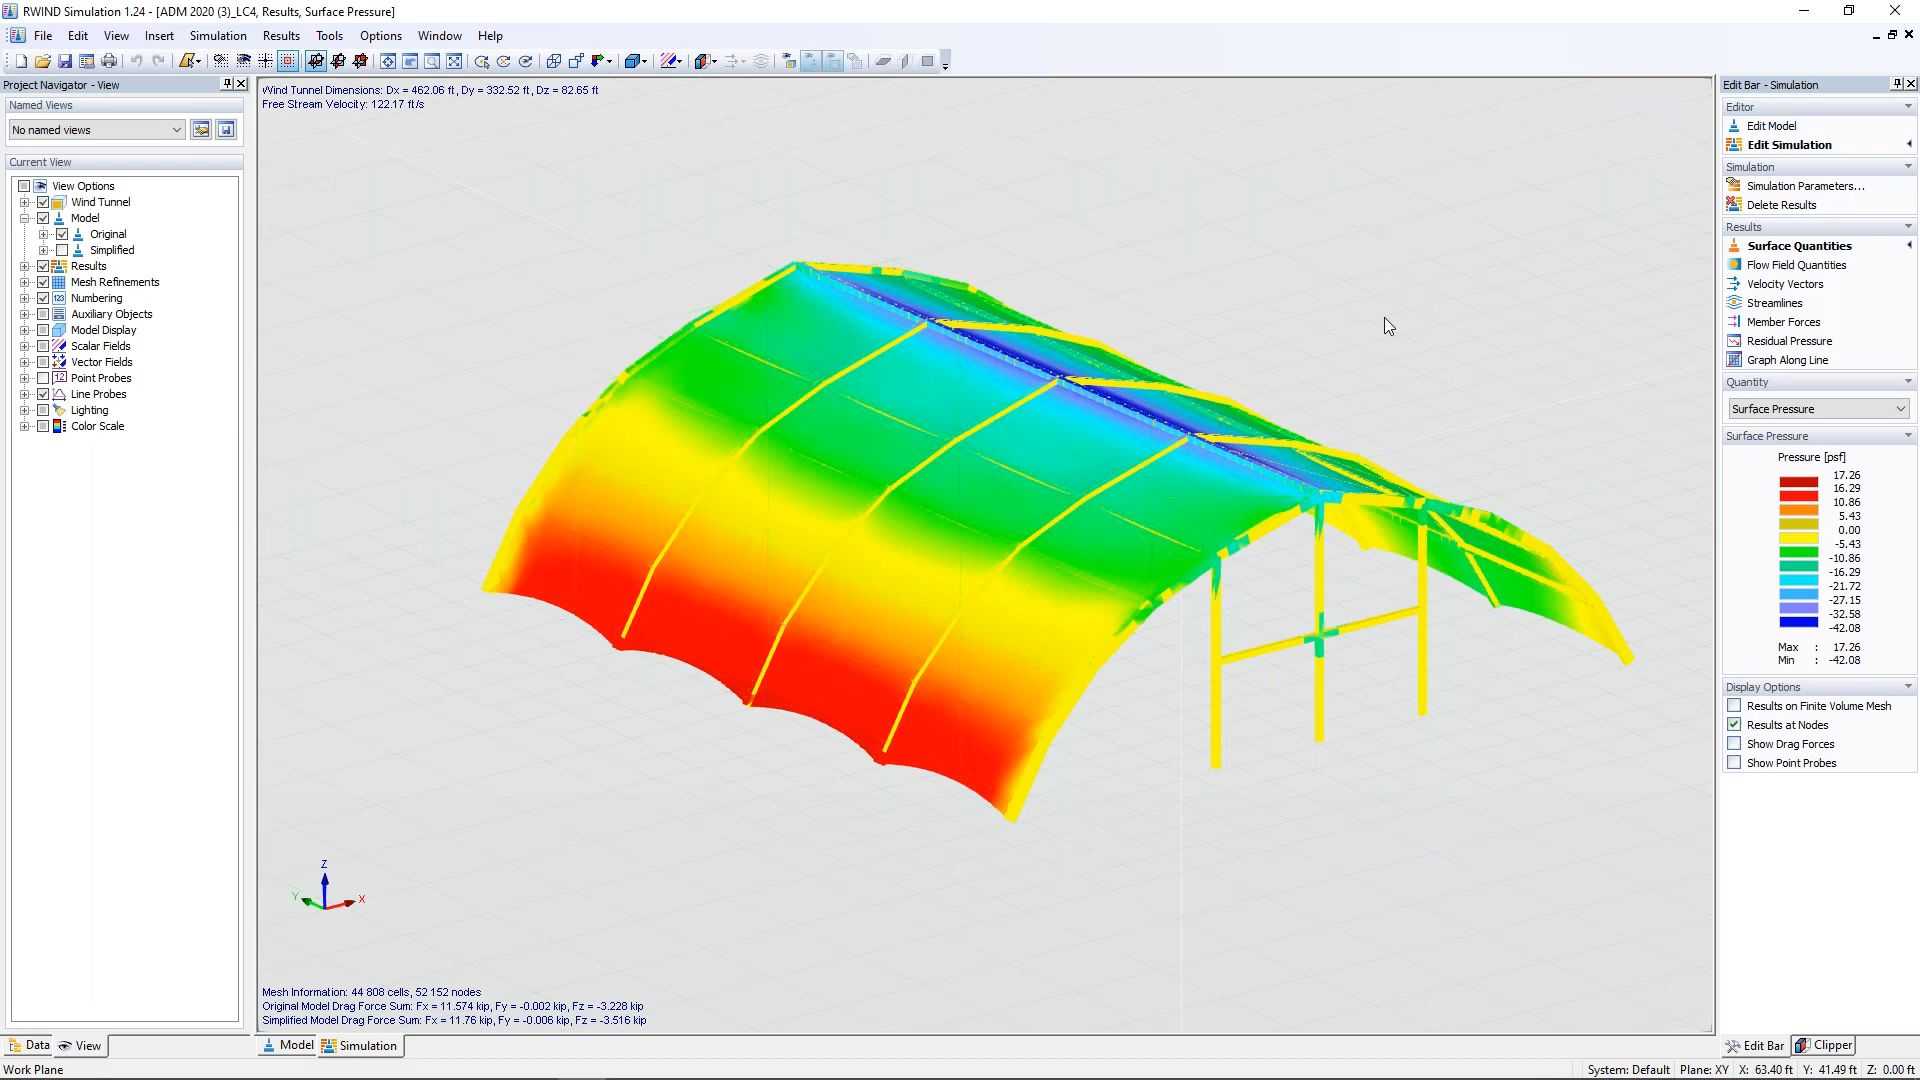 RWIND Simulation 1.24 - [ADM 2020 (3)_LC4, Results, Surface Pressure]
File Edit View Insert Simulation Results Tools Options Window Help
Project Navigator - View
Named Views
No named views
Current View
View Options
Wind Tunnel
Model
Original
Simplified
Results
Mesh Refinements
123 Numbering
Auxiliary Objects
Model Display
Scalar Fields
Vector Fields
12 Point Probes
Line Probes
Lighting
Color Scale
Data View
Wind Tunnel Dimensions: Dx = 462.06 ft, Dy = 332.52 ft, Dz = 82.65 ft
Free Stream Velocity: 122.17 ft/s
Z
Y
X
Mesh Information: 44 808 cells, 52 152 nodes
Original Model Drag Force Sum: Fx = 11.574 kip, Fy = -0.002 kip, Fz = -3.228 kip
Simplified Model Drag Force Sum: Fx = 11.76 kip, Fy = -0.006 kip, Fz = -3.516 kip
Model Simulation
Edit Bar - Simulation
Editor
Edit Model
Edit Simulation
Simulation
Simulation Parameters...
Delete Results
Results
Surface Quantities
Flow Field Quantities
Velocity Vectors
Streamlines
Member Forces
Residual Pressure
Graph Along Line
Quantity
Surface Pressure
Surface Pressure
Pressure [psf]
17.26
16.29
10.86
5.43
0.00
-5.43
-10.86
-16.29
-21.72
-27.15
-32.58
-42.08
Max : 17.26
Min : -42.08
Display Options
Results on Finite Volume Mesh
Results at Nodes
Show Drag Forces
Show Point Probes
Edit Bar Clipper
Work Plane
System: Default Plane: XY X: 63.40 ft Y: 41.49 ft Z: 0.00 ft